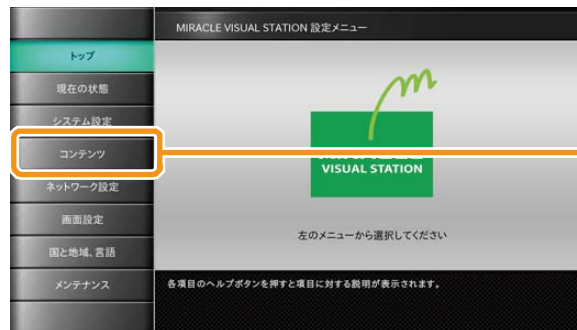 MIRACLE VISUAL STATION 設定メニュー
トップ
現在の状態
システム設定
コンテンツ
ネットワーク設定
画面設定
国と地域、言語
メンテナンス
VISUAL STATION
左のメニューから選択してください
各項目のヘルプボタンを押すと項目に対する説明が表示されます。